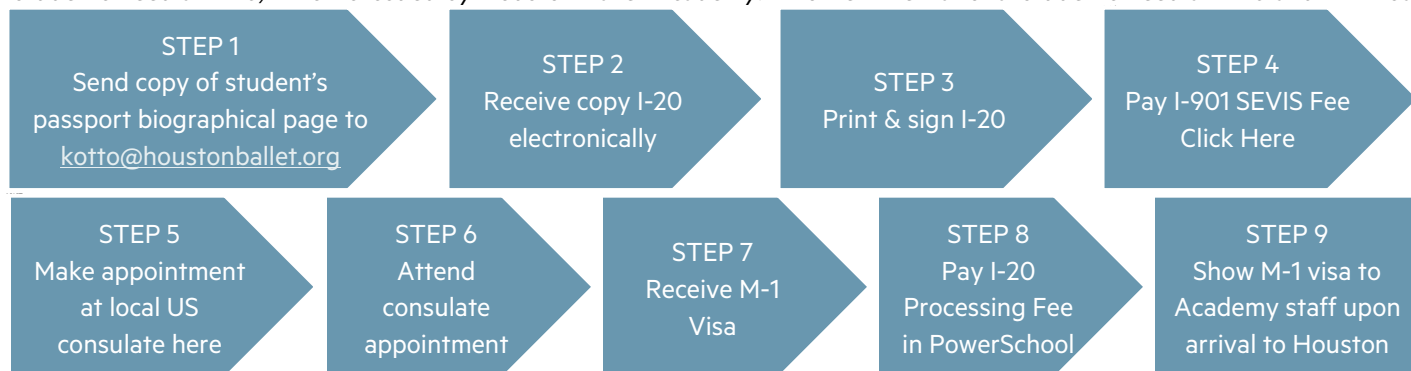 STEP 1
Send copy of student's
passport biographical page to
kotto@houstonballet.org
STEP 2
Receive copy I-20
electronically
STEP 3
Print & sign I-20
STEP 4
Pay I-901 SEVIS Fee
Click Here
STEP 5
Make appointment
at local US
consulate here
STEP 6
Attend
consulate
appointment
STEP 7
Receive M-1
Visa
STEP 8
Pay I-20
Processing Fee
in PowerSchool
STEP 9
Show M-1 visa to
Academy staff upon
arrival to Houston